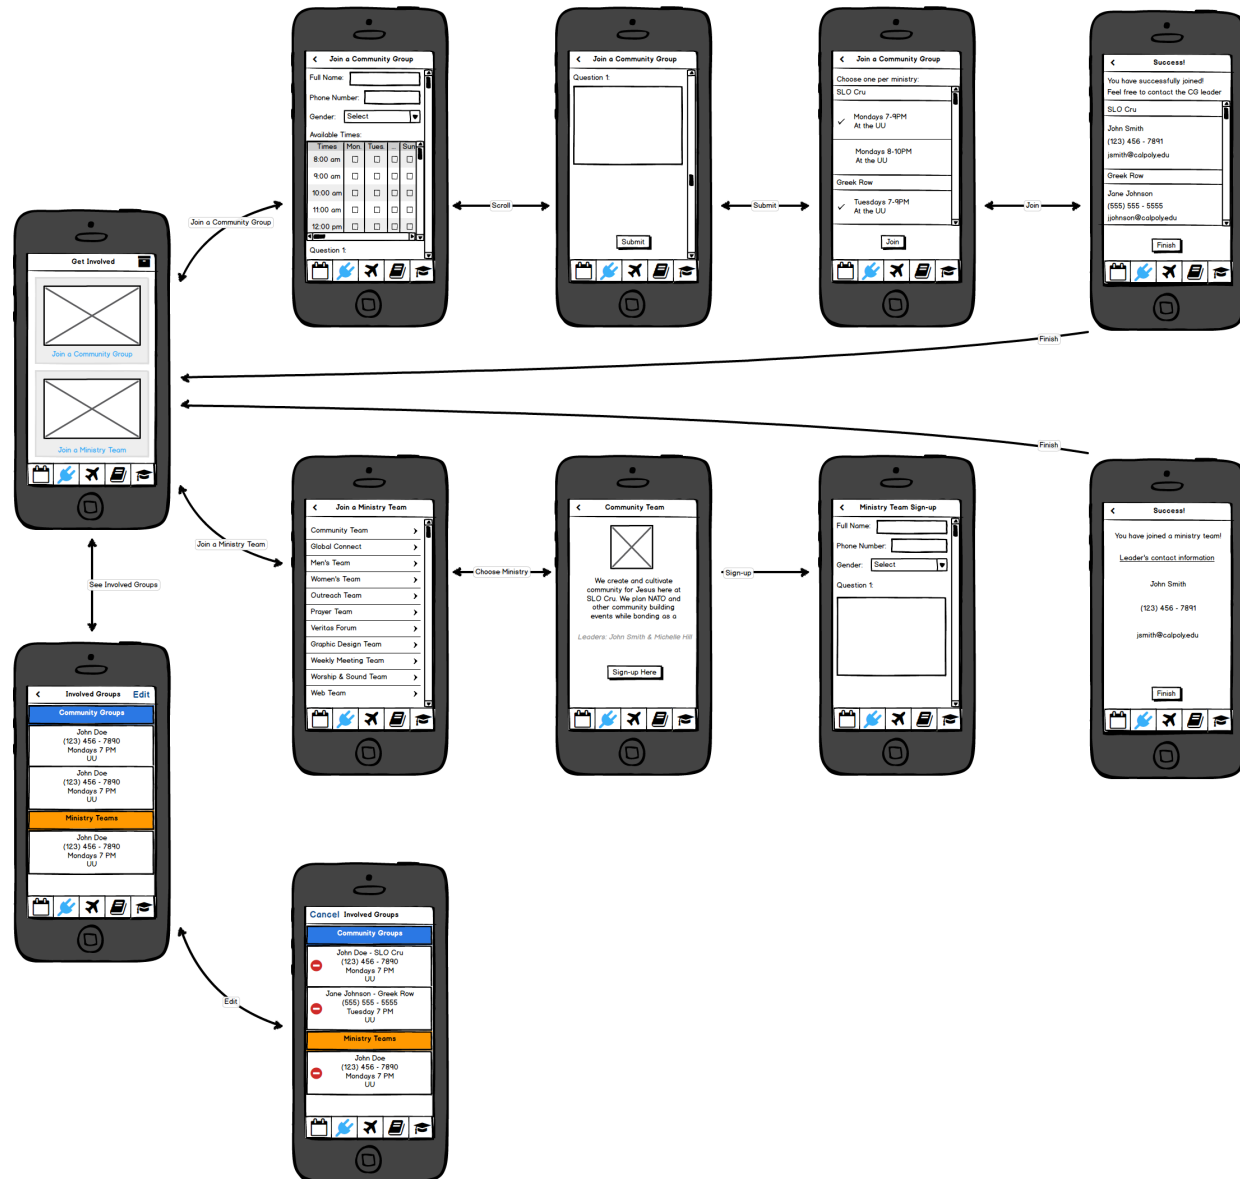 Join a Community Group
Full Name:
Phone Number:
Gender: Select
Available Times:
Times Mon. Tues. ... Sun
8:00 am
9:00 am
10:00 am
11:00 am
12:00 pm
Question 1:
Scroll
Join a Community Group
Question 1:
Submit
Submit
Join a Community Group
Choose one per ministry:
SLO Cru
Mondays 7-9PM
At the UU
Mondays 8-10PM
At the UU
Greek Row
Tuesdays 7-9PM
At the UU
Join
Join
Success!
You have successfully joined!
Feel free to contact the CG leader
SLO Cru
John Smith
(123) 456 - 7891
jsmith@calpoly.edu
Greek Row
Jane Johnson
(555) 555 - 5555
jjohnson@calpoly.edu
Finish
Join a Community Group
Get Involved
Join a Community Group
Join a Ministry Team
Finish
Finish
Join a Ministry Team
See Involved Groups
Join a Ministry Team
Community Team
Global Connect
Men's Team
Women's Team
Outreach Team
Prayer Team
Veritas Forum
Graphic Design Team
Weekly Meeting Team
Worship & Sound Team
Web Team
Choose Ministry
Community Team
We create and cultivate
community for Jesus here at
SLO Cru. We plan NATO and
other community building
events while bonding as a
Leaders: John Smith & Michelle Hill
Sign-up Here
Sign-up
Ministry Team Sign-up
Full Name:
Phone Number:
Gender: Select
Question 1:
Success!
You have joined a ministry team!
Leader's contact information
John Smith
(123) 456 - 7891
jsmith@calpoly.edu
Finish
Involved Groups Edit
Community Groups
John Doe
(123) 456 - 7890
Mondays 7 PM
UU
John Doe
(123) 456 - 7890
Mondays 7 PM
UU
Ministry Teams
John Doe
(123) 456 - 7890
Mondays 7 PM
UU
Edit
Cancel Involved Groups
Community Groups
John Doe - SLO Cru
(123) 456 - 7890
Mondays 7 PM
UU
Jane Johnson - Greek Row
(555) 555 - 5555
Tuesday 7 PM
UU
Ministry Teams
John Doe
(123) 456 - 7890
Mondays 7 PM
UU